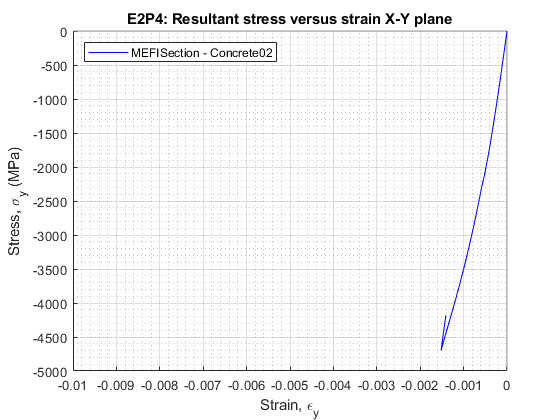 E2P4: Resultant stress versus strain X-Y plane
MEFISection - Concrete02
0
-500
-1000
-1500
-2000
-2500
-3000
-3500
-4000
-4500
-5000
Stress, σ_y (MPa)
-0.01 -0.009 -0.008 -0.007 -0.006 -0.005 -0.004 -0.003 -0.002 -0.001 0
Strain, ϵ_y